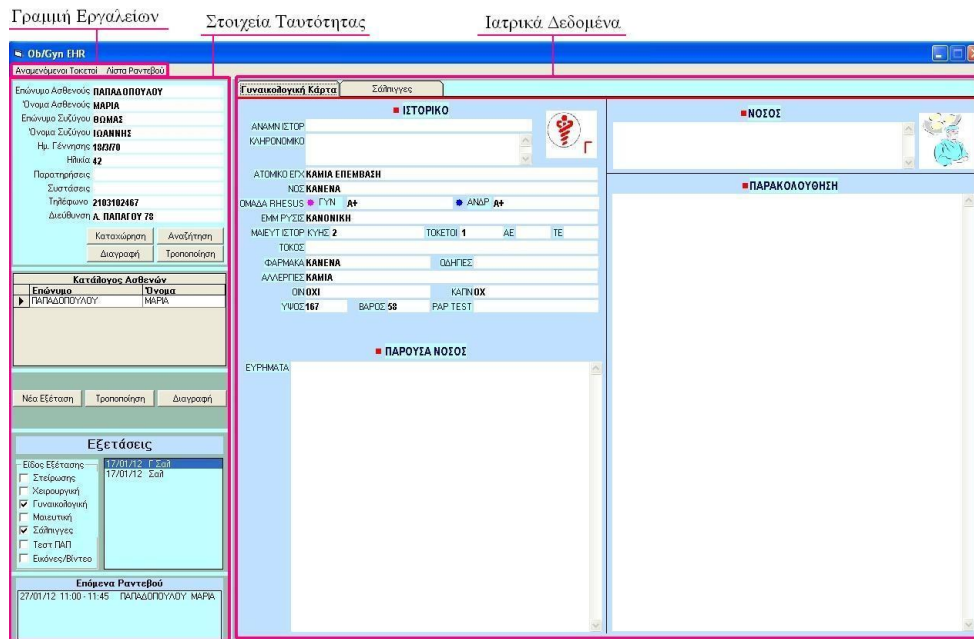 Γραμμή Εργαλείων
Στοιχεία Ταυτότητας
Ιατρικά Δεδομένα
Ob/Gyn EHR
Αναμενόμενοι Τοκετοί Λίστα Ραντεβού
Επώνυμο Ασθενούς ΠΑΠΑΔΟΠΟΥΛΟΥ
Όνομα Ασθενούς ΜΑΡΙΑ
Επώνυμο Συζύγου ΘΩΜΑΣ
Όνομα Συζύγου ΙΩΑΝΝΗΣ
Ημ. Γέννησης 18/3/70
Ηλικία 42
Παρατηρήσεις
Συστάσεις
Τηλέφωνο 2103102467
Διεύθυνση Λ. ΠΑΠΑΓΟΥ 78
Καταχώρηση Αναζήτηση
Διαγραφή Τροποποίηση
Κατάλογος Ασθενών
Επώνυμο Όνομα
ΠΑΠΑΔΟΠΟΥΛΟΥ ΜΑΡΙΑ
Νέα Εξέταση Τροποποίηση Διαγραφή
Εξετάσεις
Είδος Εξέτασης
Στείρωσης
Χειρουργική
Γυναικολογική
Μαιευτική
Σάλπιγγες
Τεστ ΠΑΠ
Εικόνες/Βίντεο
17/01/12 Γ Σαλ
17/01/12 Σαλ
Επόμενα Ραντεβού
27/01/12 11:00 - 11:45 ΠΑΠΑΔΟΠΟΥΛΟΥ ΜΑΡΙΑ
Γυναικολογική Κάρτα Σάλπιγγες
ΙΣΤΟΡΙΚΟ
ΑΝΑΜΝ ΙΣΤΟΡ
ΚΛΗΡΟΝΟΜΙΚΟ
ΑΤΟΜΙΚΟ ΕΓΧ ΚΑΜΙΑ ΕΠΕΜΒΑΣΗ
ΝΟΣ ΚΑΝΕΝΑ
ΟΜΑΔΑ RHESUS ΓΥΝ Α+ ΑΝΔΡ Α+
ΕΜΜ ΡΥΣΙΣ ΚΑΝΟΝΙΚΗ
ΜΑΙΕΥΤ ΙΣΤΟΡ ΚΥΗΣ 2 ΤΟΚΕΤΟΙ 1 ΑΕ ΤΕ
ΤΟΚΟΣ
ΦΑΡΜΑΚΑ ΚΑΝΕΝΑ ΟΔΗΓΙΕΣ
ΑΛΛΕΡΓΙΕΣ ΚΑΜΙΑ
ΟΙΝ ΟΧΙ ΚΑΠΝ ΟΧ
ΥΨΟΣ 167 ΒΑΡΟΣ 58 PAP TEST
ΠΑΡΟΥΣΑ ΝΟΣΟΣ
ΕΥΡΗΜΑΤΑ
ΝΟΣΟΣ
ΠΑΡΑΚΟΛΟΥΘΗΣΗ